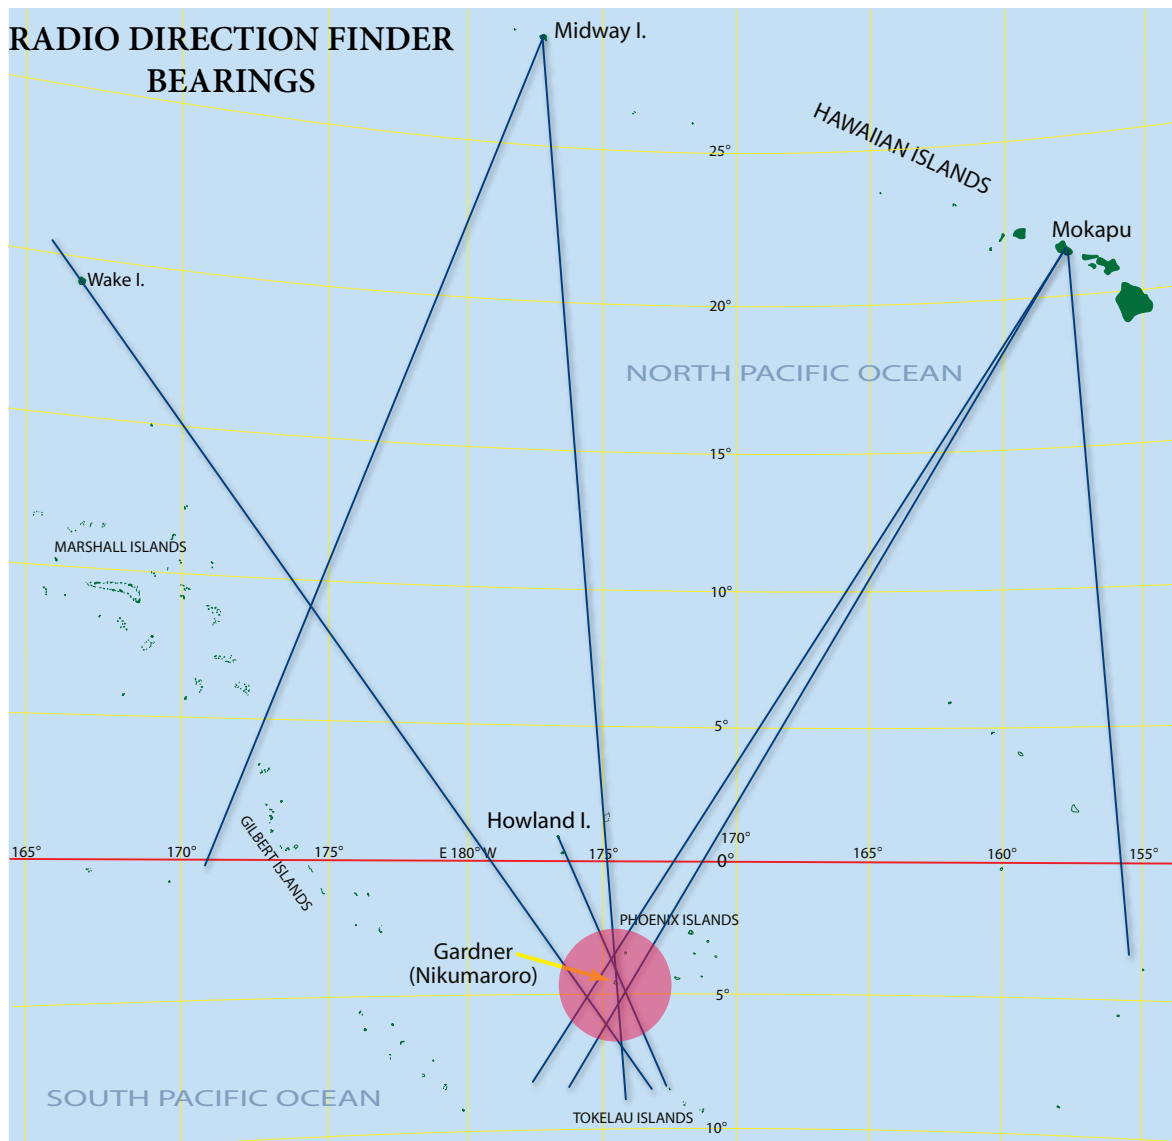 RADIO DIRECTION FINDER
BEARINGS
Midway I.
HAWAIIAN ISLANDS
25°
Mokapu
Wake I.
20°
NORTH PACIFIC OCEAN
15°
MARSHALL ISLANDS
10°
5°
Howland I.
GILBERT ISLANDS
165°
170°
175°
E 180° W
175°
170°
0°
165°
160°
155°
PHOENIX ISLANDS
Gardner
(Nikumaroro)
5°
SOUTH PACIFIC OCEAN
TOKELAU ISLANDS
10°